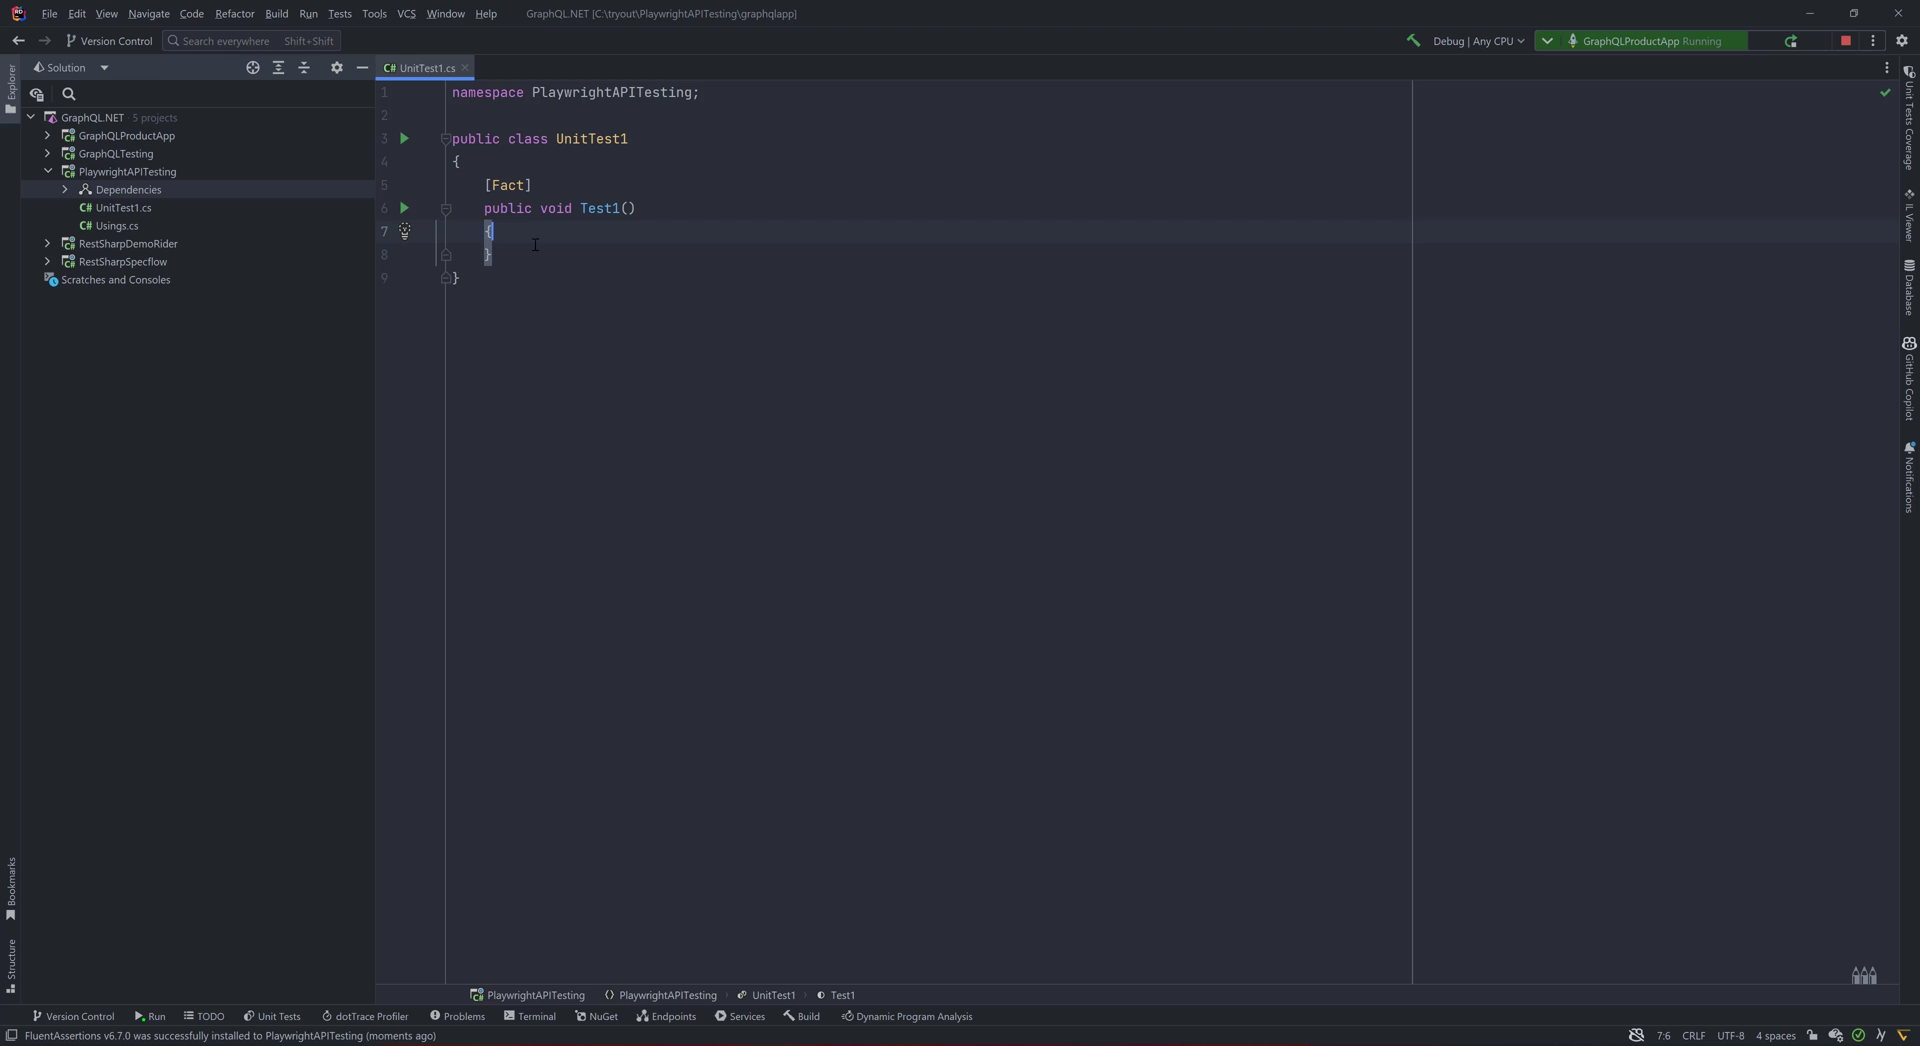 File Edit View Navigate Code Refactor Build Run Tests Tools VCS Window Help GraphQL.NET [C:\tryout\PlaywrightAPITesting\graphqlapp]
Version Control Search everywhere Shift+Shift Debug | Any CPU GraphQLProductApp Running
Explorer
Solution
C# UnitTest1.cs
GraphQL.NET · 5 projects
GraphQLProductApp
GraphQLTesting
PlaywrightAPITesting
Dependencies
C# UnitTest1.cs
C# Usings.cs
RestSharpDemoRider
RestSharpSpecflow
Scratches and Consoles
1 namespace PlaywrightAPITesting;
2
3 public class UnitTest1
4 {
5 [Fact]
6 public void Test1()
7 {
8 }
9 }
Unit Tests Coverage
IL Viewer
Database
GitHub Copilot
Notifications
Bookmarks
Structure
PlaywrightAPITesting PlaywrightAPITesting UnitTest1 Test1
Version Control Run TODO Unit Tests dotTrace Profiler Problems Terminal NuGet Endpoints Services Build Dynamic Program Analysis
FluentAssertions v6.7.0 was successfully installed to PlaywrightAPITesting (moments ago) 7:6 CRLF UTF-8 4 spaces